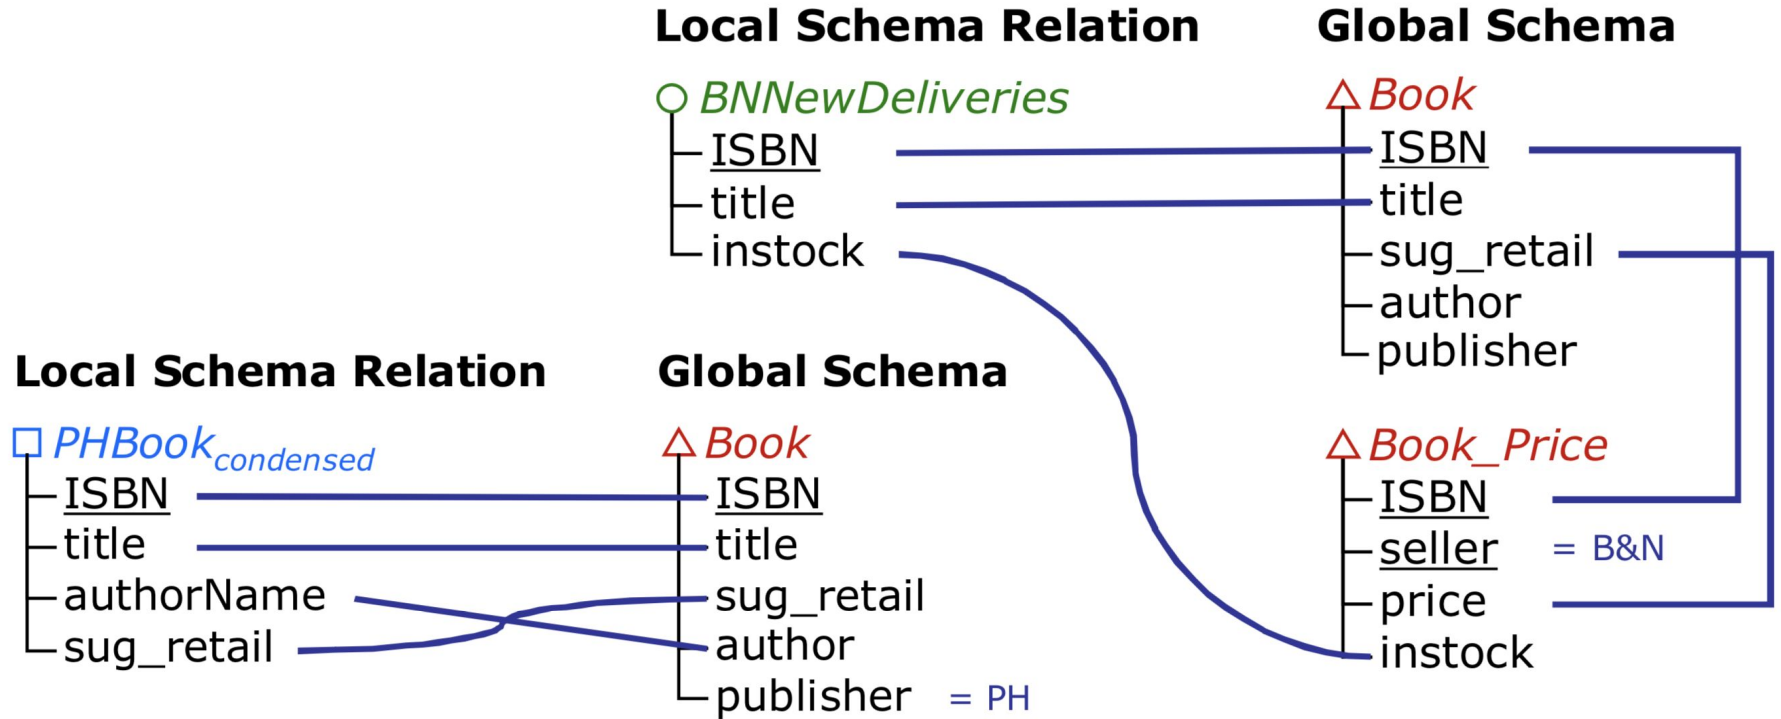 Local Schema Relation
Global Schema
BNNewDeliveries
ISBN
title
instock
Book
ISBN
title
sug_retail
author
publisher
Local Schema Relation
Global Schema
PHBookcondensed
ISBN
title
authorName
sug_retail
Book
ISBN
title
sug_retail
author
publisher = PH
Book_Price
ISBN
seller = B&N
price
instock